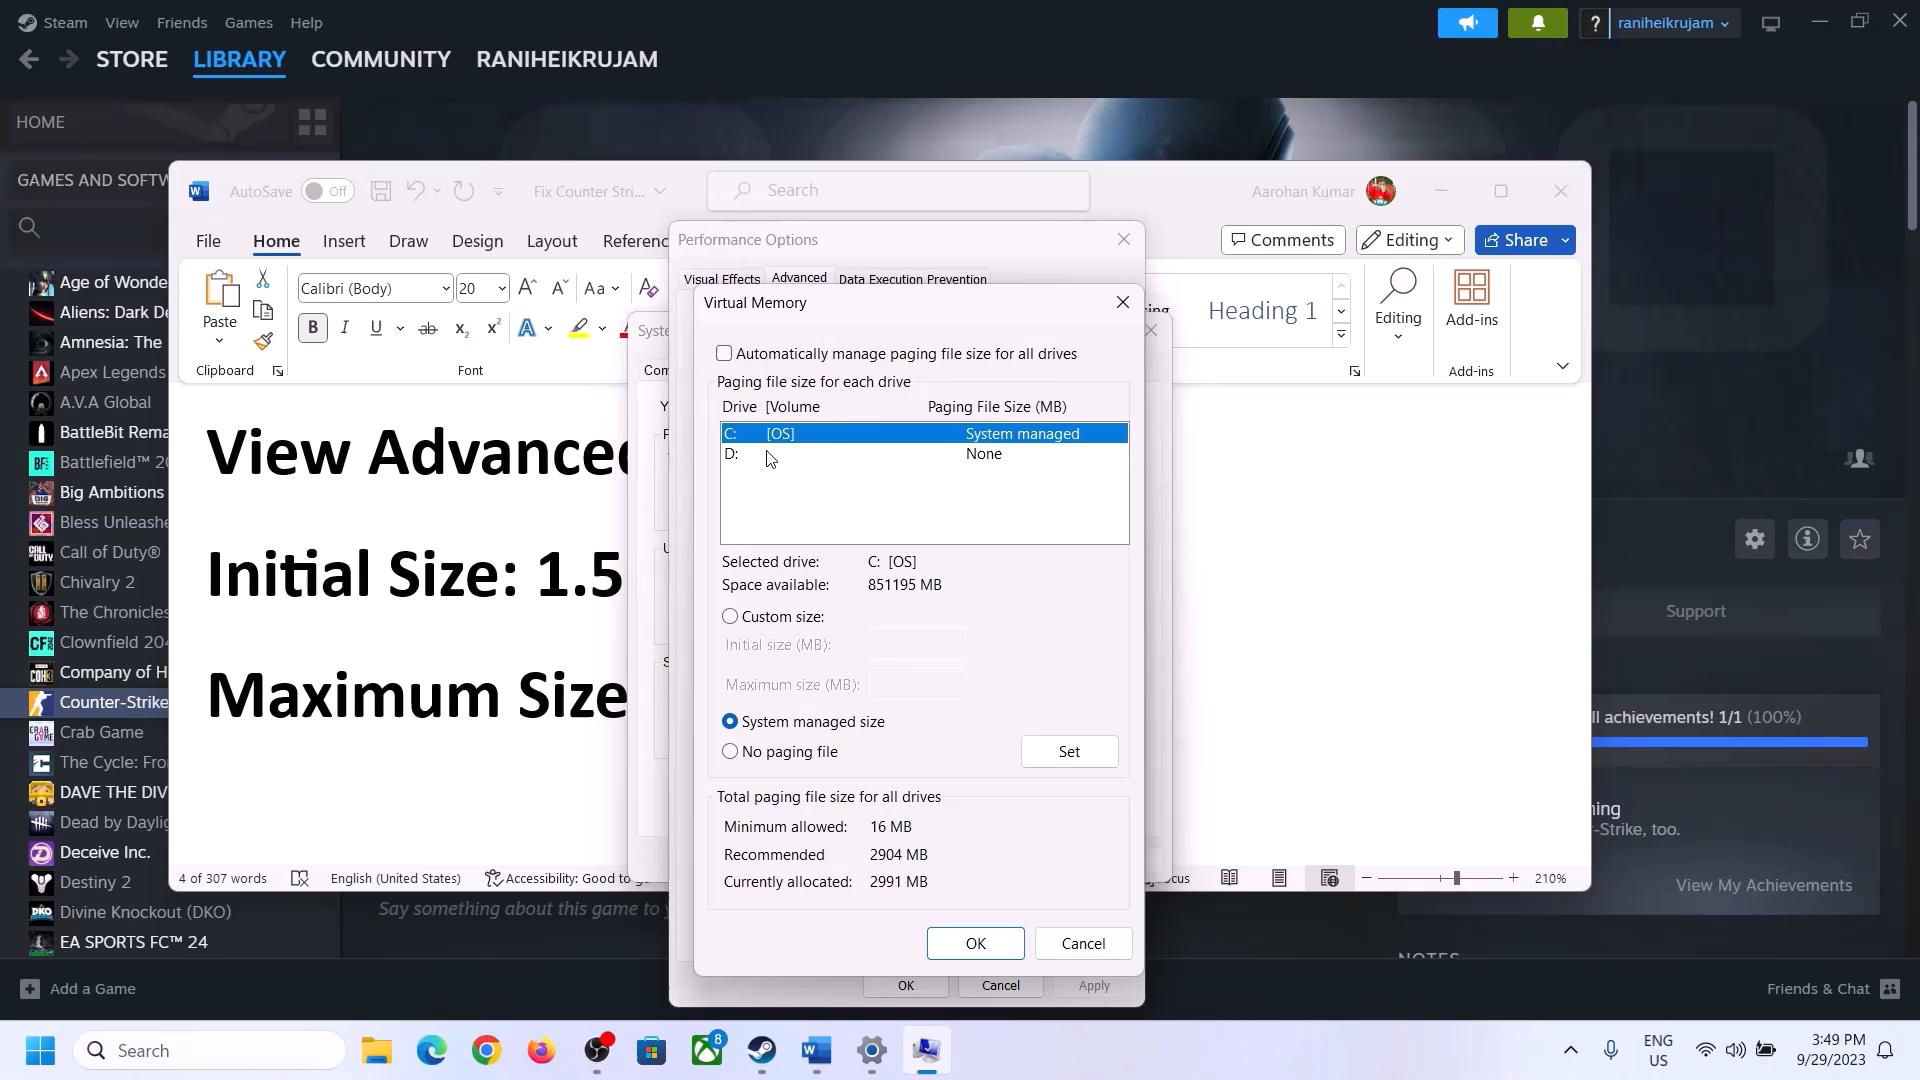 Steam View Friends Games Help
? raniheikrujam
STORE LIBRARY COMMUNITY RANIHEIKRUJAM
HOME
GAMES AND SOFTW
Age of Wonde
Aliens: Dark De
Amnesia: The
Apex Legends
A.V.A Global
BattleBit Rema
Battlefield™ 20
Big Ambitions
Bless Unleashe
Call of Duty®
Chivalry 2
The Chronicles
Clownfield 204
Company of H
Counter-Strike
Crab Game
The Cycle: Fro
DAVE THE DIV
Dead by Daylig
Deceive Inc.
Destiny 2
Divine Knockout (DKO)
EA SPORTS FC™ 24
Add a Game
AutoSave Off
Fix Counter Stri...
Search
Aarohan Kumar
File Home Insert Draw Design Layout Referenc
Comments Editing Share
Paste
Clipboard
Calibri (Body) 20
Font
Heading 1
Editing
Add-ins
Add-ins
View Advanced
Initial Size: 1.5
Maximum Size
4 of 307 words
English (United States)
Accessibility: Good to g
210%
Performance Options
Visual Effects Advanced Data Execution Prevention
Virtual Memory
Automatically manage paging file size for all drives
Paging file size for each drive
Drive [Volume Paging File Size (MB)
C: [OS] System managed
D: None
Selected drive: C: [OS]
Space available: 851195 MB
Custom size:
Initial size (MB):
Maximum size (MB):
System managed size
No paging file Set
Total paging file size for all drives
Minimum allowed: 16 MB
Recommended 2904 MB
Currently allocated: 2991 MB
OK Cancel
OK Cancel Apply
Support
ll achievements! 1/1 (100%)
-Strike, too.
View My Achievements
Say something about this game to y
NOTES
Friends & Chat
Search
8
ENG
US
3:49 PM
9/29/2023